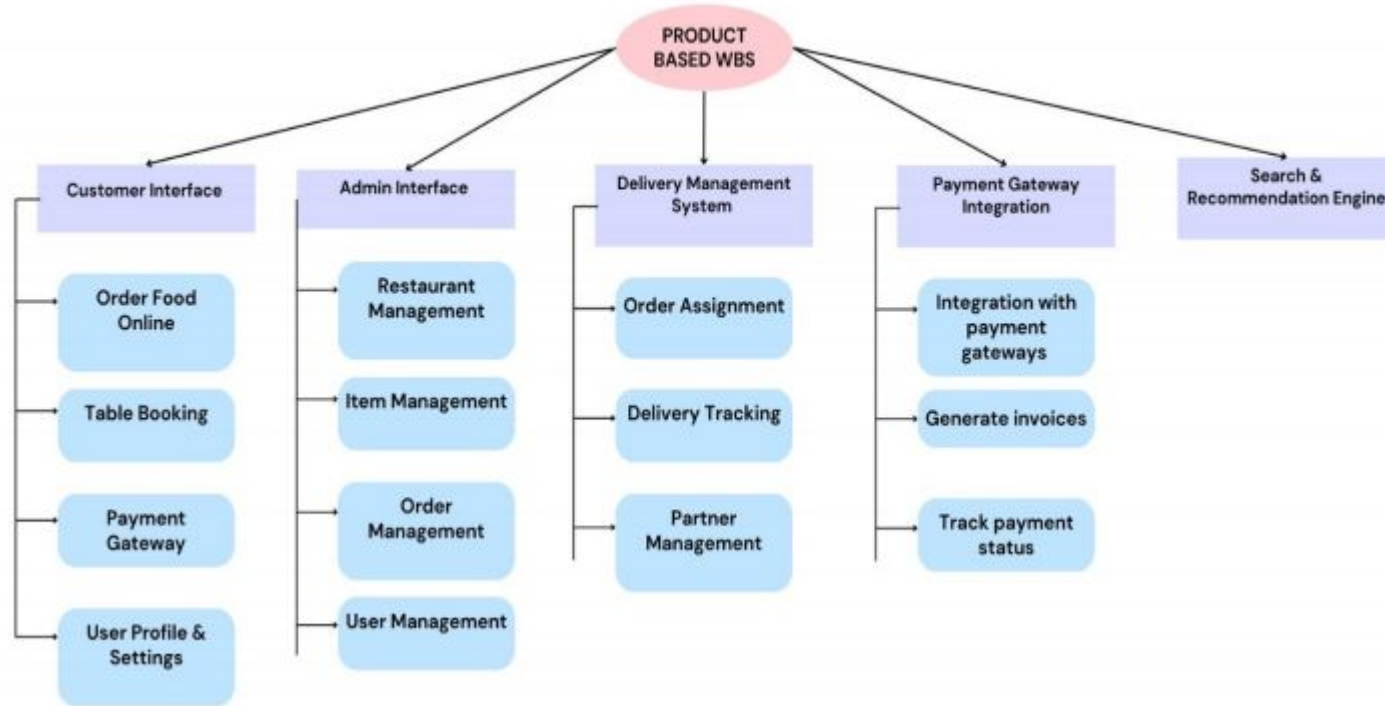 PRODUCT
BASED WBS
Customer Interface
Order Food
Online
Table Booking
Payment
Gateway
User Profile &
Settings
Admin Interface
Restaurant
Management
Item Management
Order
Management
User Management
Delivery Management
System
Order Assignment
Delivery Tracking
Partner
Management
Payment Gateway
Integration
Integration with
payment
gateways
Generate invoices
Track payment
status
Search &
Recommendation Engine